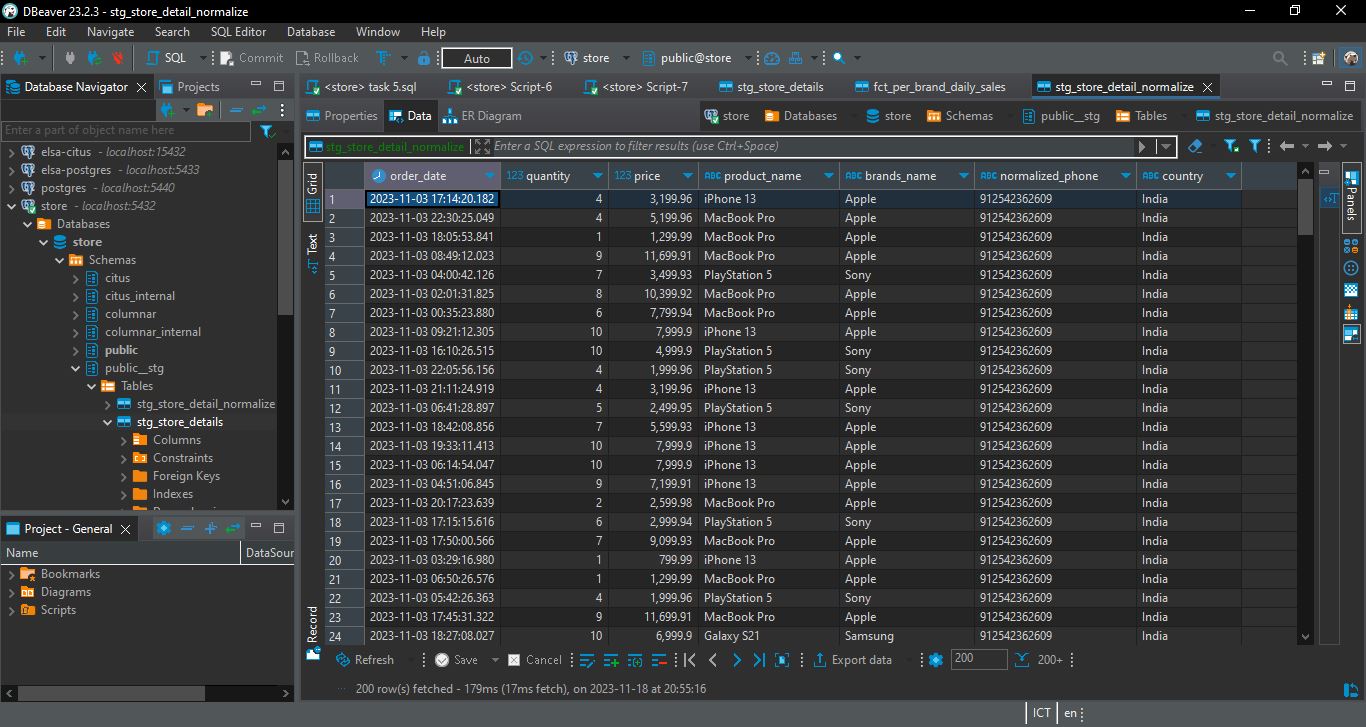 DBeaver 23.2.3 - stg_store_detail_normalize
File Edit Navigate Search SQL Editor Database Window Help
SQL Commit Rollback Auto store public@store
Database Navigator Projects
<store> task 5.sql <store> Script-6 <store> Script-7 stg_store_details fct_per_brand_daily_sales stg_store_detail_normalize
Properties Data ER Diagram store Databases store Schemas public__stg Tables stg_store_detail_normalize
Enter a part of object name here
stg_store_detail_normalize Enter a SQL expression to filter results (use Ctrl+Space)
elsa-citus - localhost:15432
elsa-postgres - localhost:5433
postgres - localhost:5440
store - localhost:5432
Databases
store
Schemas
citus
citus_internal
columnar
columnar_internal
public
public__stg
Tables
stg_store_detail_normalize
stg_store_details
Columns
Constraints
Foreign Keys
Indexes
Project - General
Name DataSour
Bookmarks
Diagrams
Scripts
Grid
Text
Record
order_date 123 quantity 123 price ABC product_name ABC brands_name ABC normalized_phone ABC country
1 2023-11-03 17:14:20.182 4 3,199.96 iPhone 13 Apple 912542362609 India
2 2023-11-03 22:30:25.049 4 5,199.96 MacBook Pro Apple 912542362609 India
3 2023-11-03 18:05:53.841 1 1,299.99 MacBook Pro Apple 912542362609 India
4 2023-11-03 08:49:12.023 9 11,699.91 MacBook Pro Apple 912542362609 India
5 2023-11-03 04:00:42.126 7 3,499.93 PlayStation 5 Sony 912542362609 India
6 2023-11-03 02:01:31.825 8 10,399.92 MacBook Pro Apple 912542362609 India
7 2023-11-03 00:35:23.880 6 7,799.94 MacBook Pro Apple 912542362609 India
8 2023-11-03 09:21:12.305 10 7,999.9 iPhone 13 Apple 912542362609 India
9 2023-11-03 16:10:26.515 10 4,999.9 PlayStation 5 Sony 912542362609 India
10 2023-11-03 22:05:56.156 4 1,999.96 PlayStation 5 Sony 912542362609 India
11 2023-11-03 21:11:24.919 4 3,199.96 iPhone 13 Apple 912542362609 India
12 2023-11-03 06:41:28.897 5 2,499.95 PlayStation 5 Sony 912542362609 India
13 2023-11-03 18:42:08.856 7 5,599.93 iPhone 13 Apple 912542362609 India
14 2023-11-03 19:33:11.413 10 7,999.9 iPhone 13 Apple 912542362609 India
15 2023-11-03 06:14:54.047 10 7,999.9 iPhone 13 Apple 912542362609 India
16 2023-11-03 04:51:06.845 9 7,199.91 iPhone 13 Apple 912542362609 India
17 2023-11-03 20:17:23.639 2 2,599.98 MacBook Pro Apple 912542362609 India
18 2023-11-03 17:15:15.616 6 2,999.94 PlayStation 5 Sony 912542362609 India
19 2023-11-03 17:50:00.566 7 9,099.93 MacBook Pro Apple 912542362609 India
20 2023-11-03 03:29:16.980 1 799.99 iPhone 13 Apple 912542362609 India
21 2023-11-03 06:50:26.576 1 1,299.99 MacBook Pro Apple 912542362609 India
22 2023-11-03 05:42:26.363 4 1,999.96 PlayStation 5 Sony 912542362609 India
23 2023-11-03 17:45:31.322 9 11,699.91 MacBook Pro Apple 912542362609 India
24 2023-11-03 18:27:08.027 10 6,999.9 Galaxy S21 Samsung 912542362609 India
Panels
Refresh Save Cancel Export data 200 200+
200 row(s) fetched - 179ms (17ms fetch), on 2023-11-18 at 20:55:16
ICT en